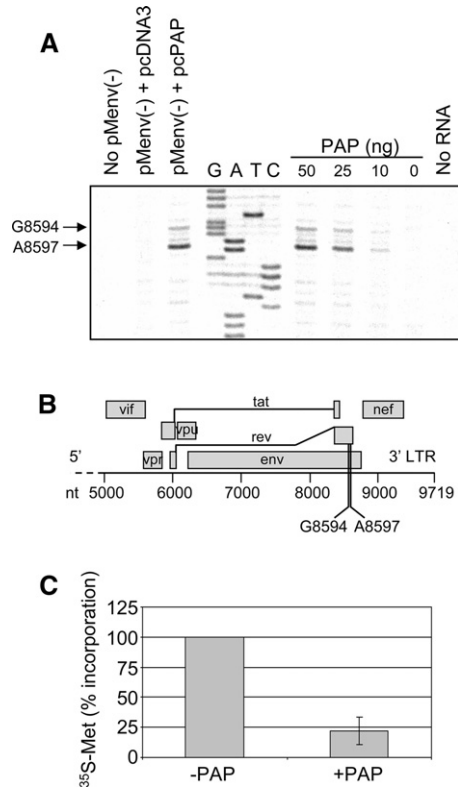 A
No pMenv(-)
pMenv(-) + pcDNA3
pMenv(-) + pcPAP
G A T C
PAP (ng)
50 25 10 0
No RNA
G8594
A8597
B
vif
tat
nef
vpu
rev
5'
vpr
env
3' LTR
nt 5000 6000 7000 8000 9000 9719
G8594 A8597
C
³⁵S-Met (% incorporation)
125
100
75
50
25
0
-PAP +PAP